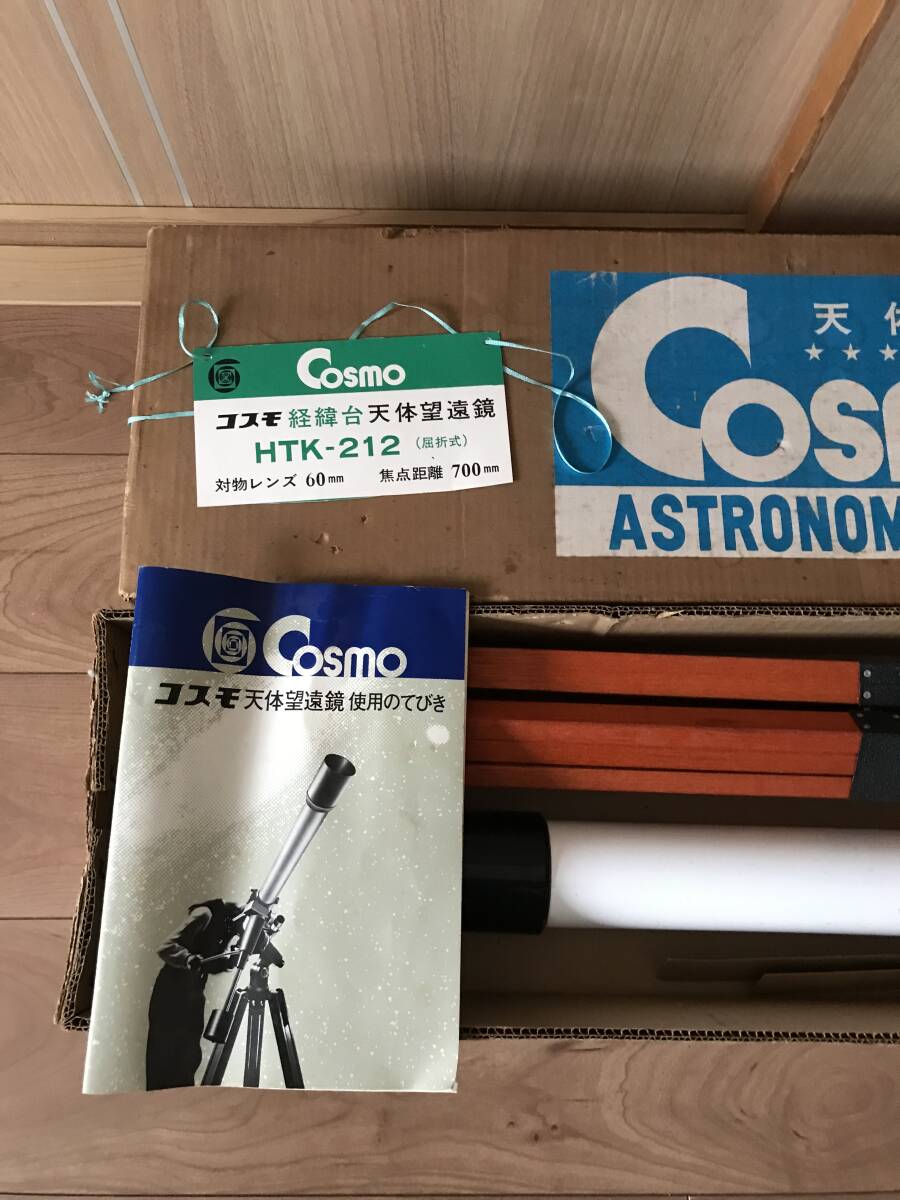 Cosmo
コスモ 経緯台 天体望遠鏡
HTK-212 (屈折式)
対物レンズ 60mm 焦点距離 700mm
天
Cosm
ASTRONOM
Cosmo
コスモ 天体望遠鏡 使用のてびき